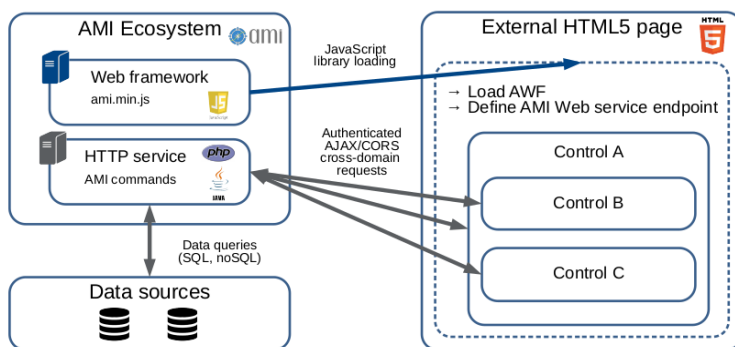 AMI Ecosystem
ami
Web framework
ami.min.js
JS
JavaScript
HTTP service
php
AMI commands
JAVA
Data queries
(SQL, noSQL)
Data sources
JavaScript
library loading
Authenticated
AJAX/CORS
cross-domain
requests
External HTML5 page
HTML
5
→ Load AWF
→ Define AMI Web service endpoint
Control A
Control B
Control C